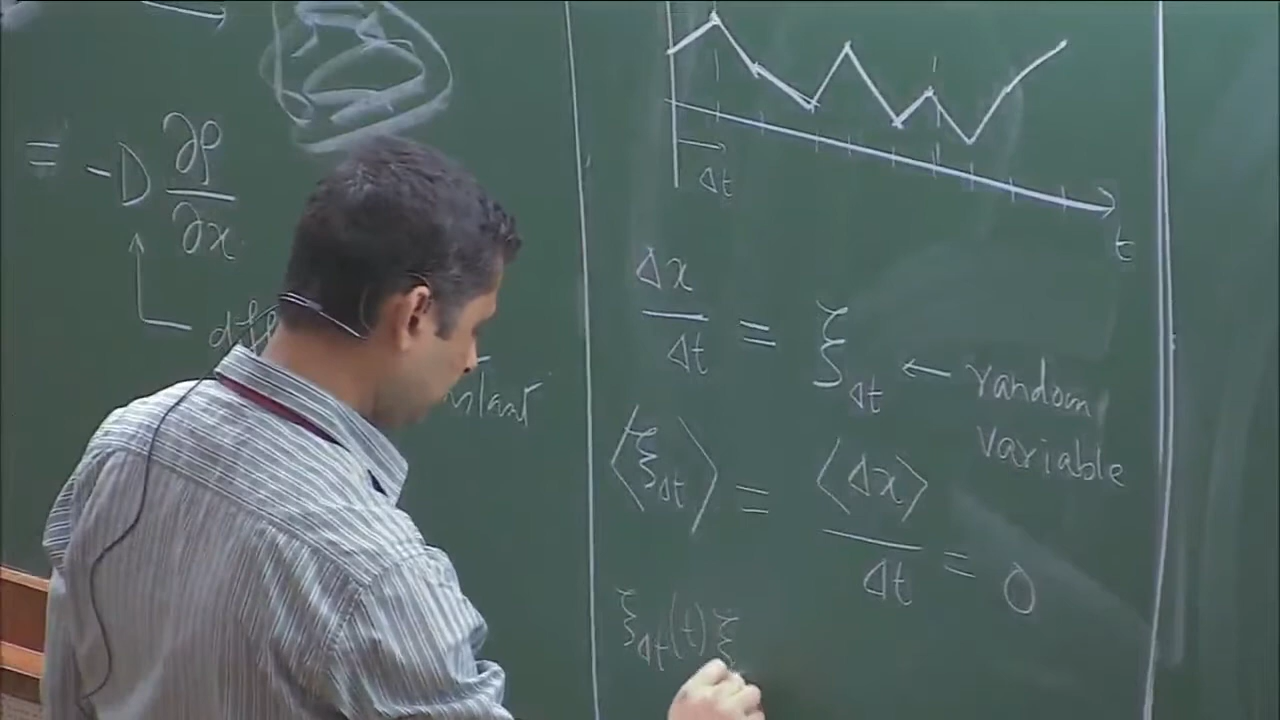 = -D ∂ρ/∂x
Δt
t
Δx/Δt = ξ_Δt ← random
variable
⟨ξ_Δt⟩ = ⟨Δx⟩/Δt = 0
ξ_Δt(t) ξ